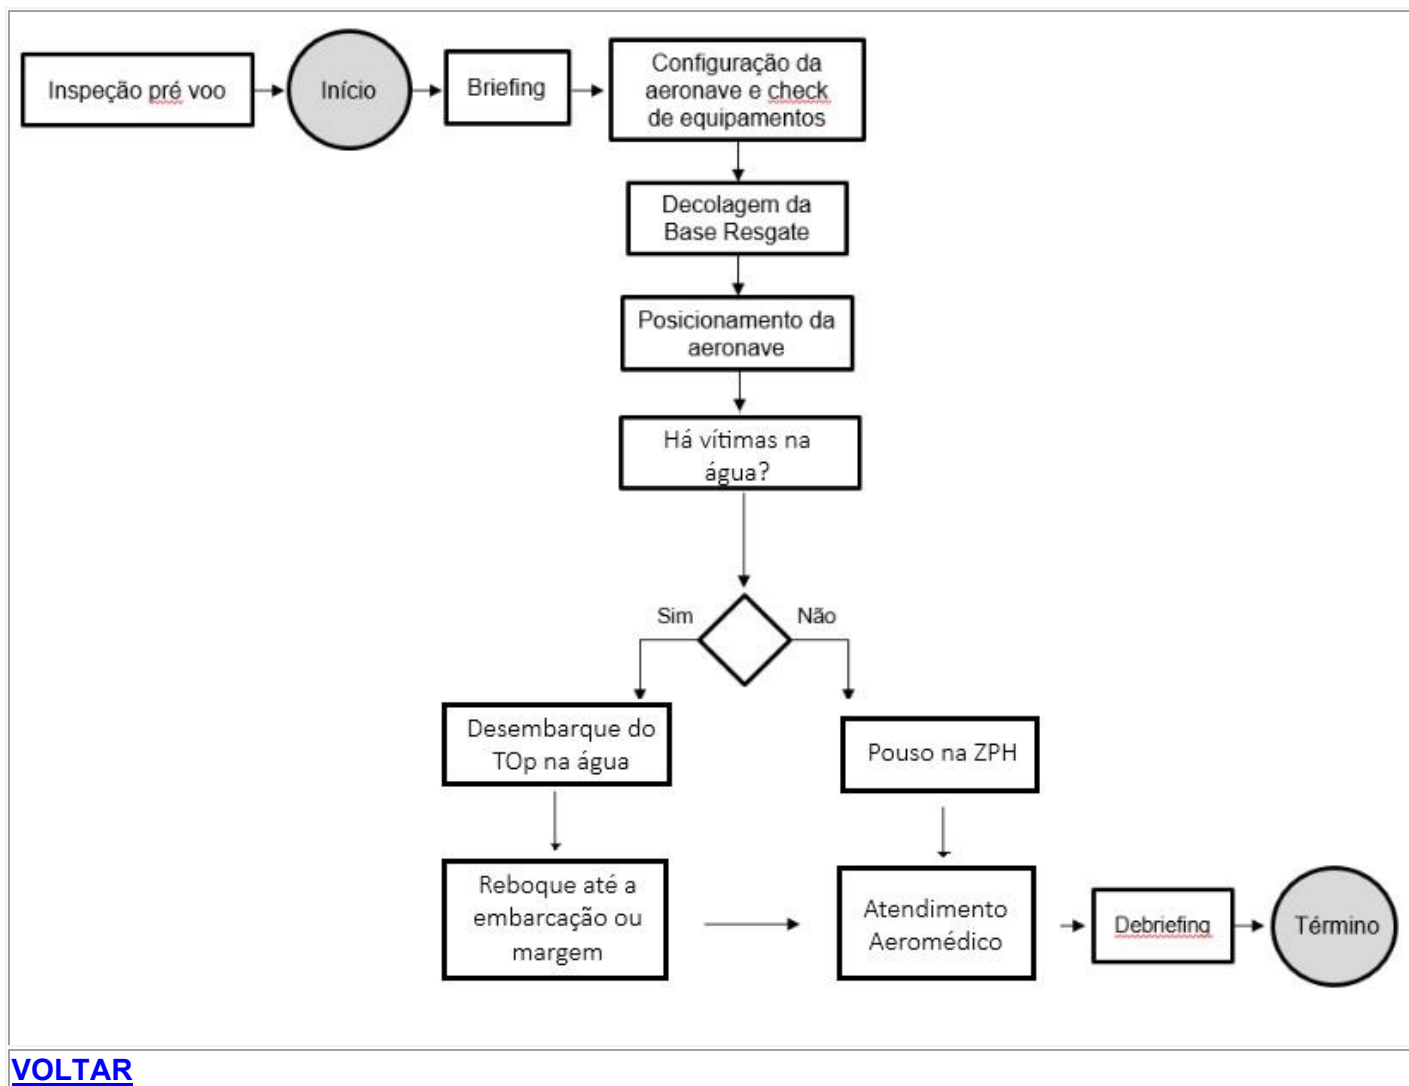 Inspeção pré voo
Início
Briefing
Configuração da
aeronave e check
de equipamentos
Decolagem da
Base Resgate
Posicionamento da
aeronave
Há vítimas na
água?
Sim
Não
Desembarque do
TOp na água
Pouso na ZPH
Reboque até a
embarcação ou
margem
Atendimento
Aeromédico
Debriefing
Término
VOLTAR